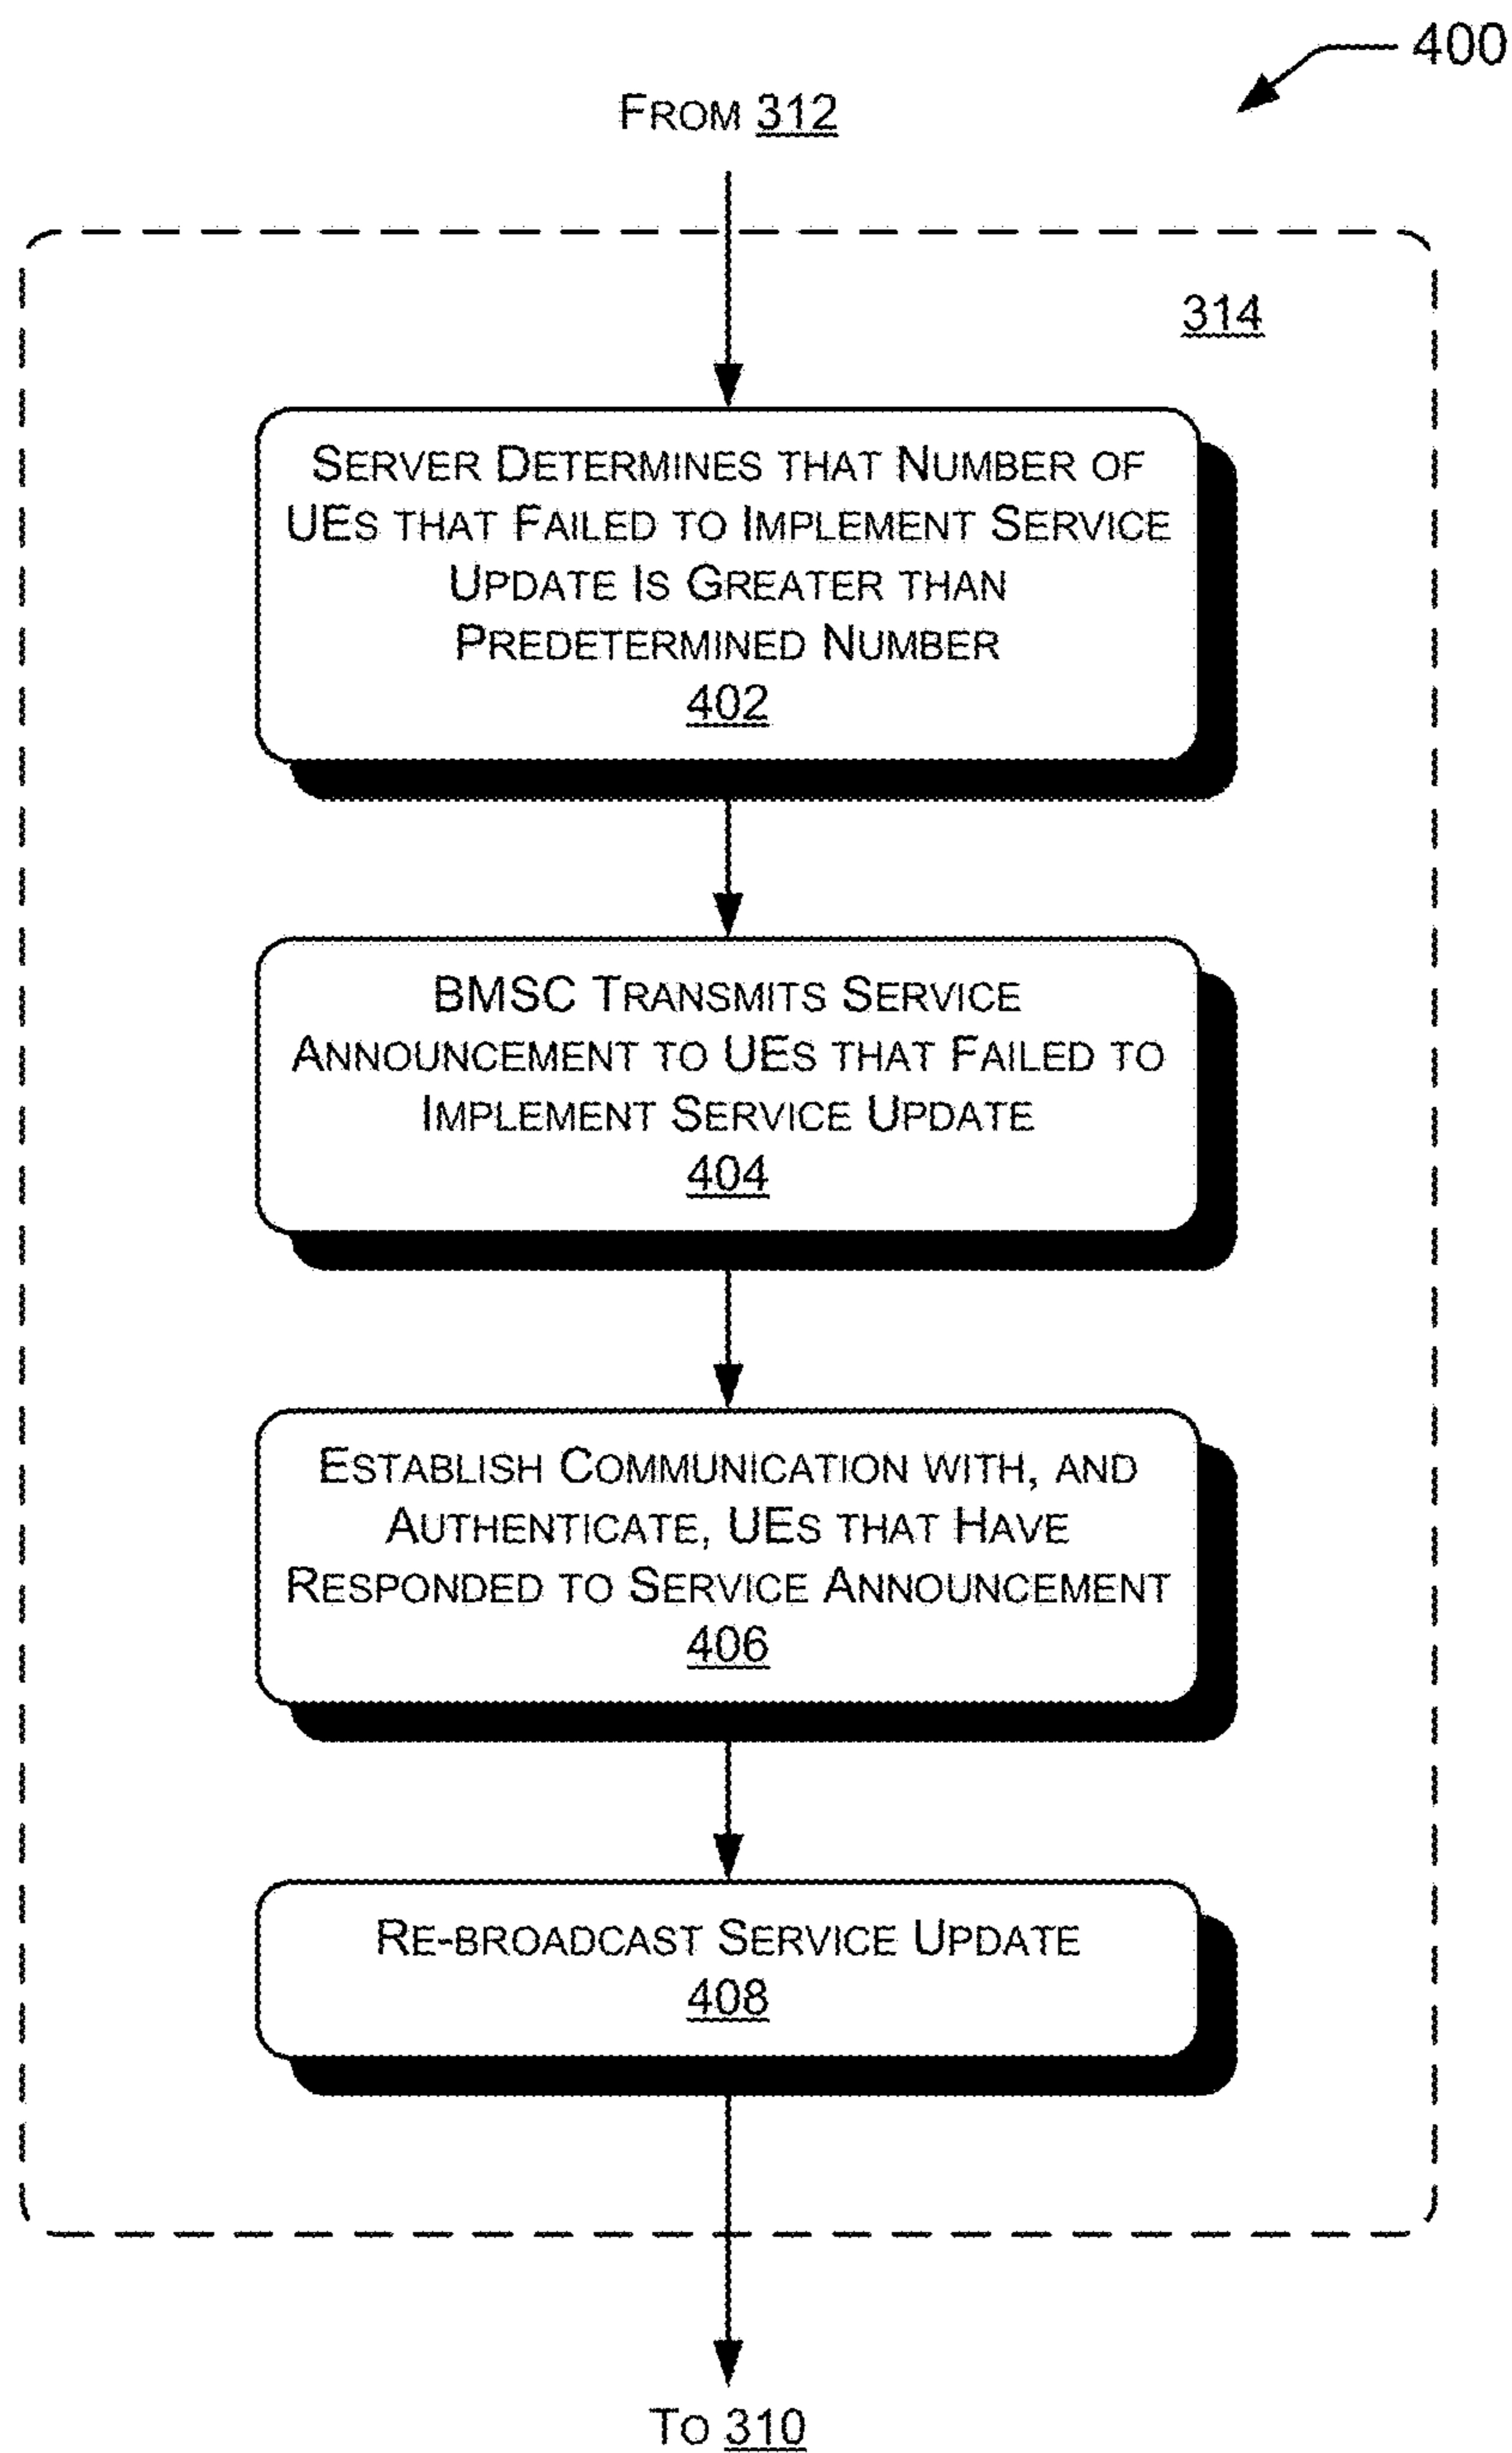 400
FROM 312
314
SERVER DETERMINES THAT NUMBER OF
UES THAT FAILED TO IMPLEMENT SERVICE
UPDATE IS GREATER THAN
PREDETERMINED NUMBER
402
BMSC TRANSMITS SERVICE
ANNOUNCEMENT TO UES THAT FAILED TO
IMPLEMENT SERVICE UPDATE
404
ESTABLISH COMMUNICATION WITH, AND
AUTHENTICATE, UES THAT HAVE
RESPONDED TO SERVICE ANNOUNCEMENT
406
RE-BROADCAST SERVICE UPDATE
408
TO 310